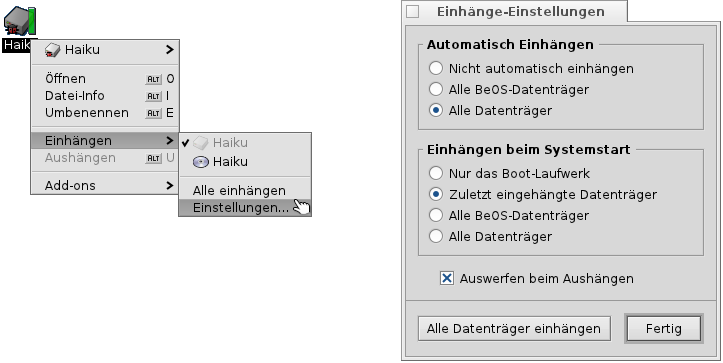 Haiku
Haiku
Öffnen ALT O
Datei-Info ALT I
Umbenennen ALT E
Einhängen
Aushängen ALT U
Add-ons
Haiku
Haiku
Alle einhängen
Einstellungen...
Einhänge-Einstellungen
Automatisch Einhängen
Nicht automatisch einhängen
Alle BeOS-Datenträger
Alle Datenträger
Einhängen beim Systemstart
Nur das Boot-Laufwerk
Zuletzt eingehängte Datenträger
Alle BeOS-Datenträger
Alle Datenträger
Auswerfen beim Aushängen
Alle Datenträger einhängen
Fertig